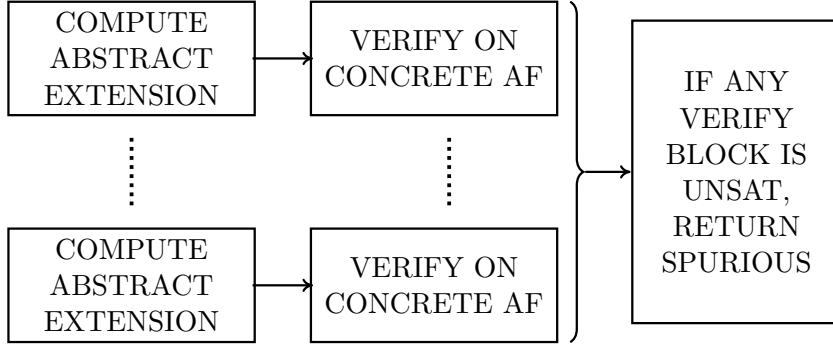 COMPUTE
ABSTRACT
EXTENSION
VERIFY ON
CONCRETE AF
COMPUTE
ABSTRACT
EXTENSION
VERIFY ON
CONCRETE AF
IF ANY
VERIFY
BLOCK IS
UNSAT,
RETURN
SPURIOUS